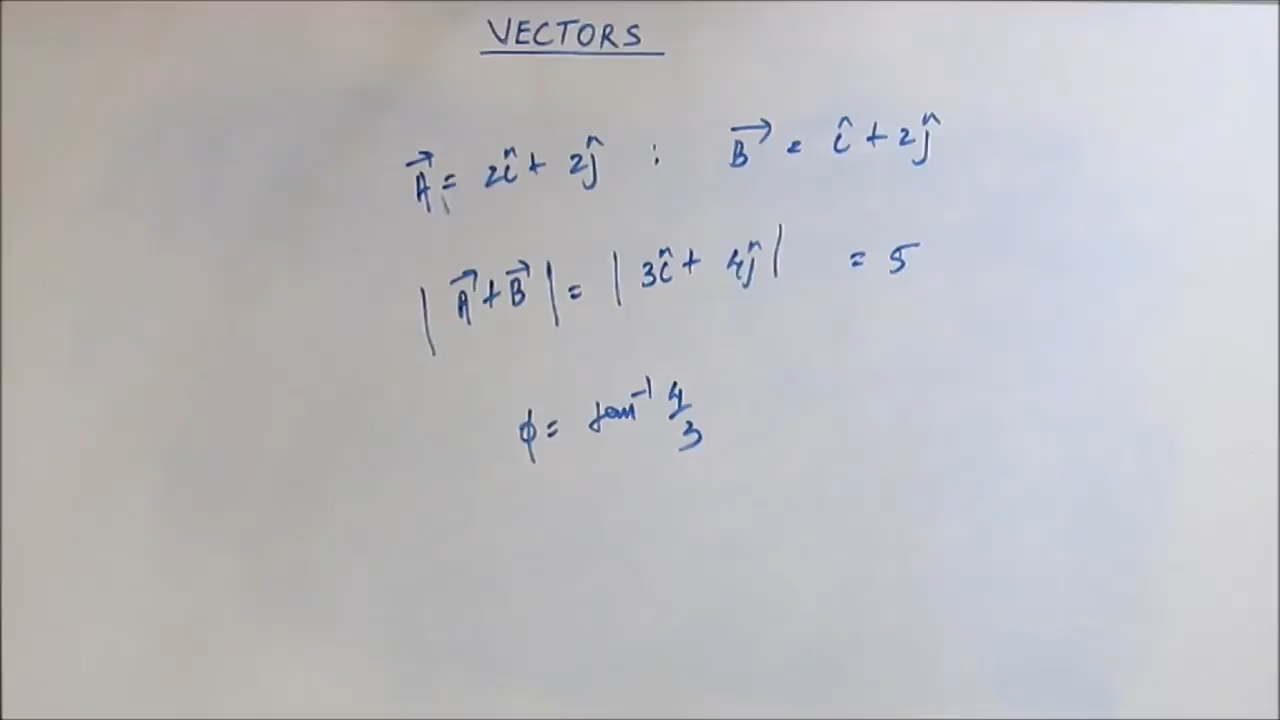 VECTORS
A⃗ = 2î + 2ĵ : B⃗ = î + 2ĵ
| A⃗ + B⃗ | = | 3î + 4ĵ | = 5
ϕ = tan⁻¹ 4/3